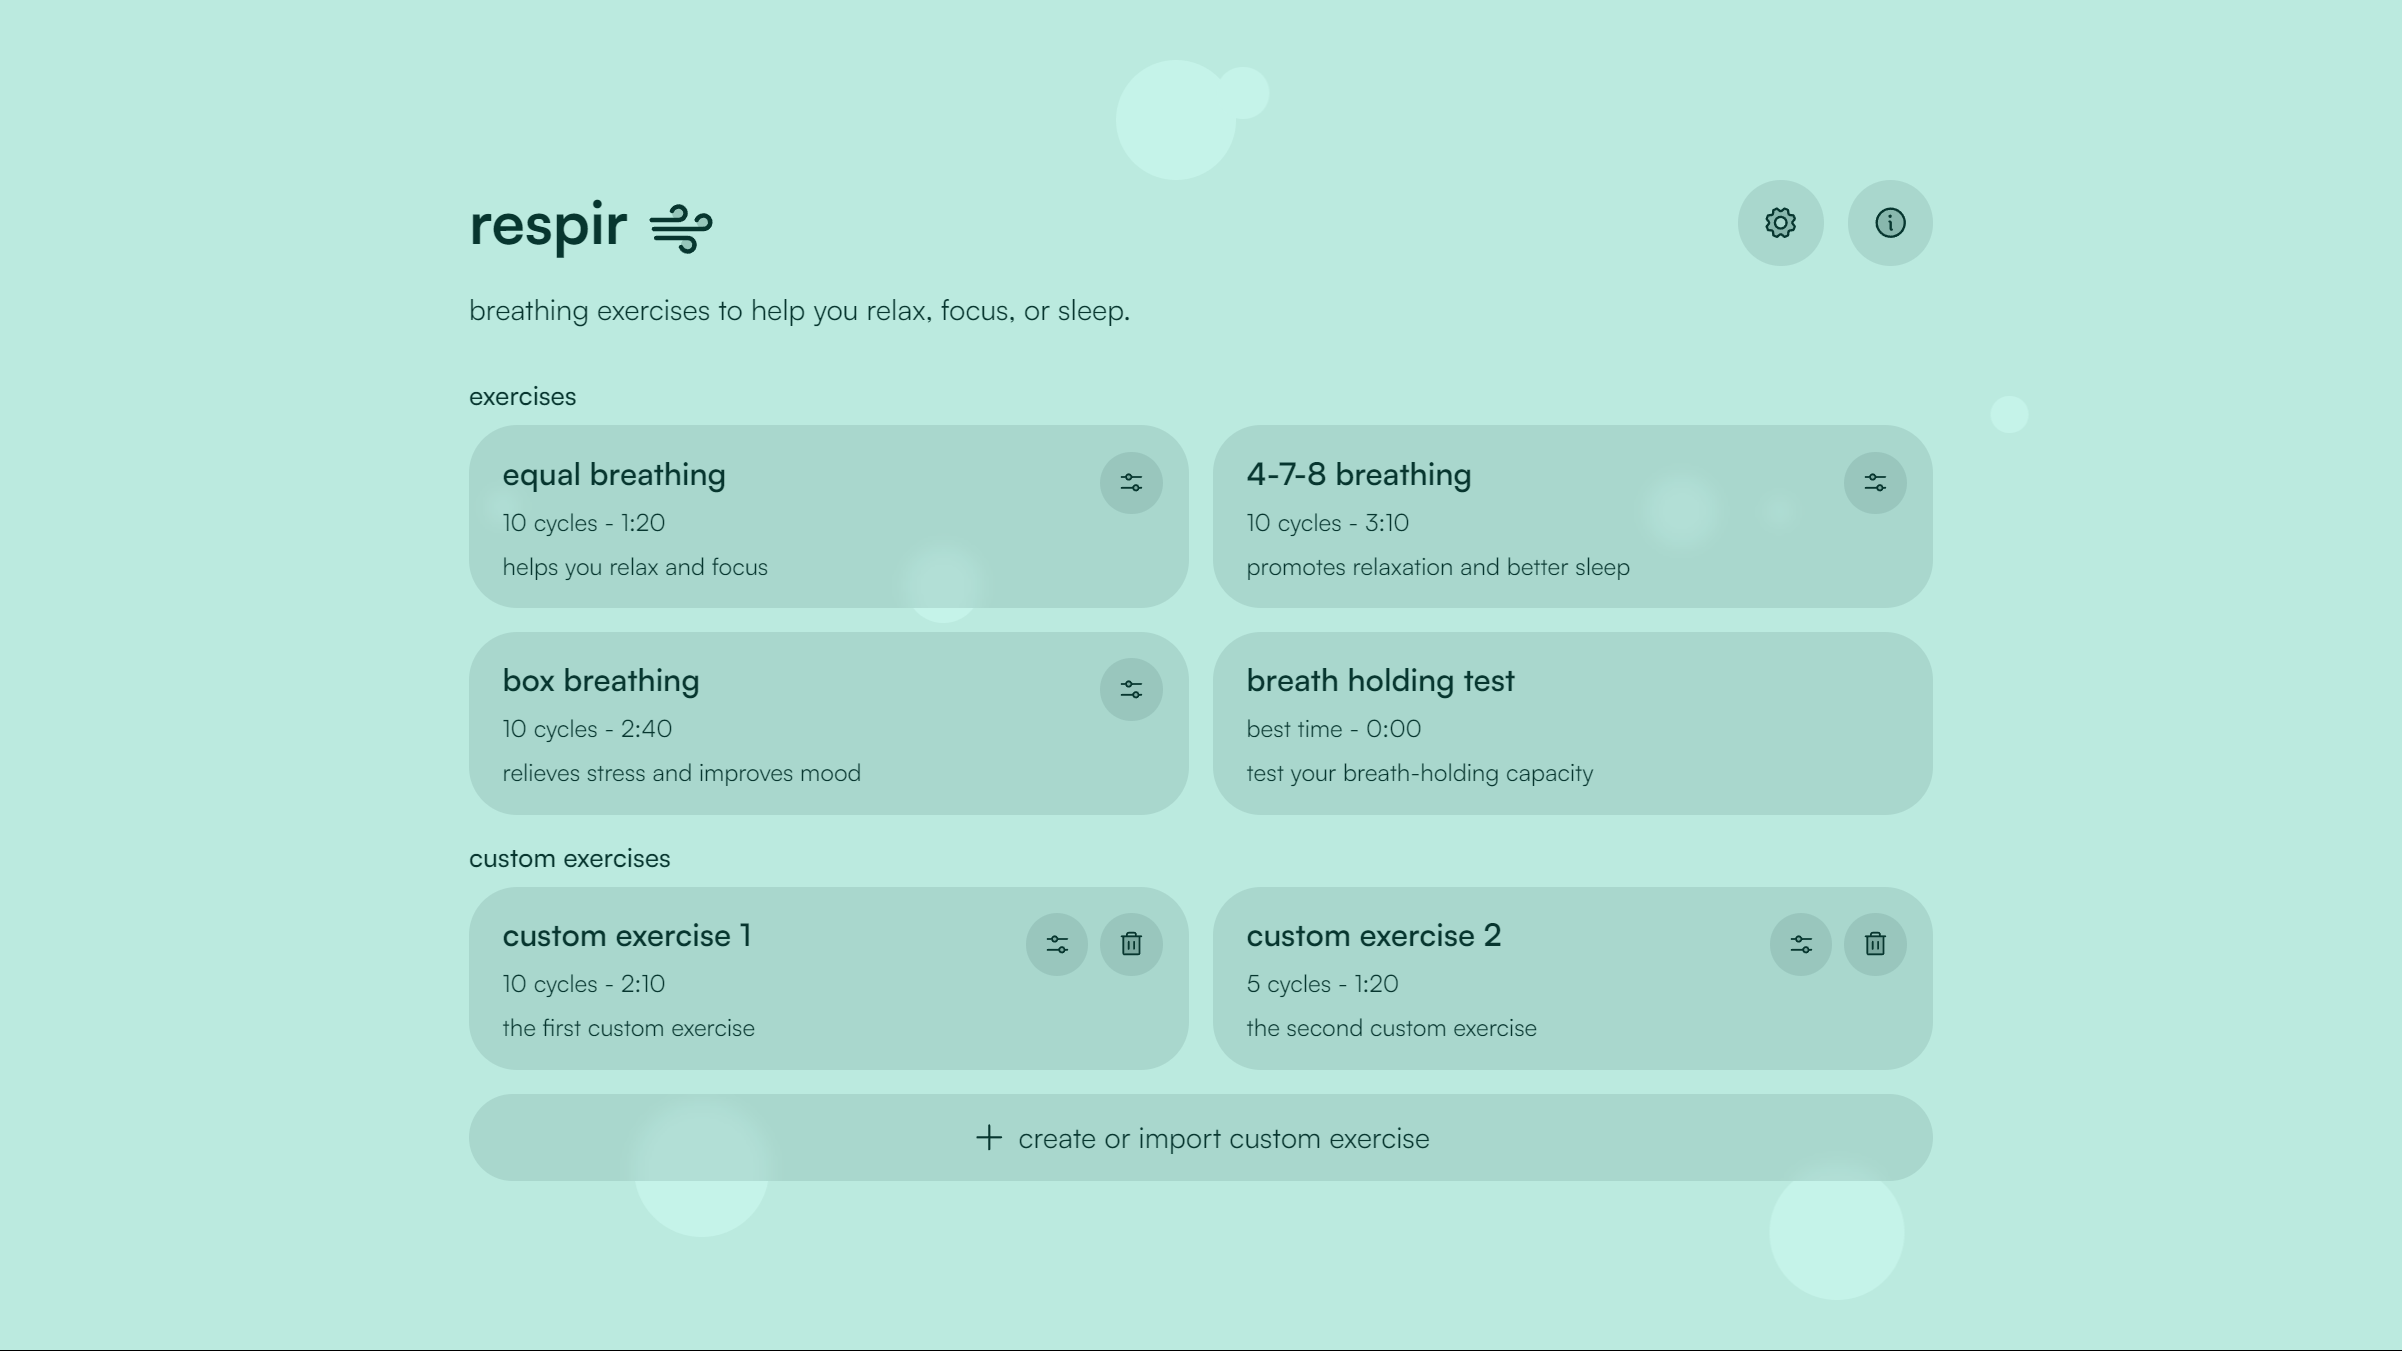 respir
breathing exercises to help you relax, focus, or sleep.
exercises
equal breathing
10 cycles - 1:20
helps you relax and focus
4-7-8 breathing
10 cycles - 3:10
promotes relaxation and better sleep
box breathing
10 cycles - 2:40
relieves stress and improves mood
breath holding test
best time - 0:00
test your breath-holding capacity
custom exercises
custom exercise 1
10 cycles - 2:10
the first custom exercise
custom exercise 2
5 cycles - 1:20
the second custom exercise
create or import custom exercise